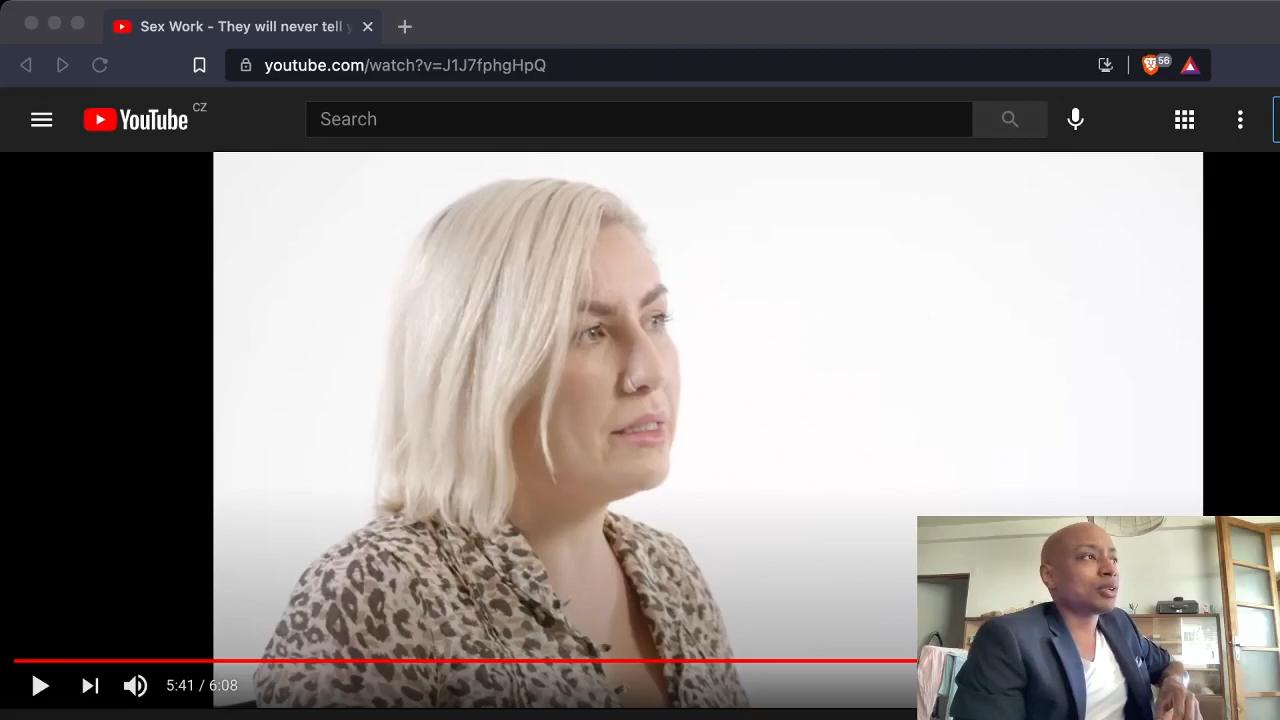 Sex Work - They will never tell
youtube.com/watch?v=J1J7fphgHpQ
56
YouTube CZ
Search
5:41 / 6:08